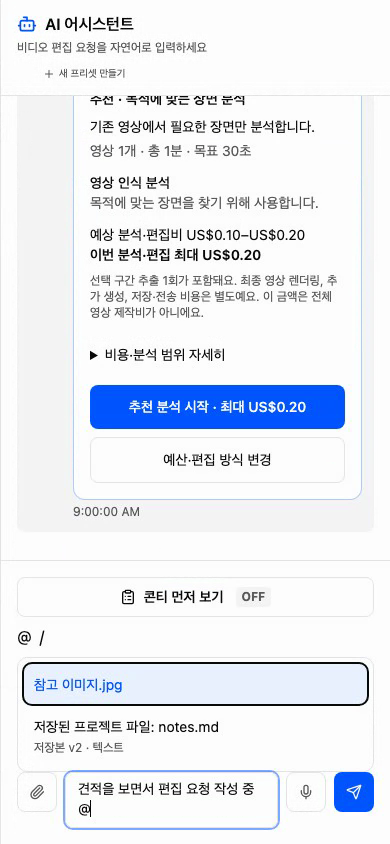 AI 어시스턴트
비디오 편집 요청을 자연어로 입력하세요
+ 새 프리셋 만들기
추천 · 목적에 맞는 장면 분석
기존 영상에서 필요한 장면만 분석합니다.
영상 1개 · 총 1분 · 목표 30초
영상 인식 분석
목적에 맞는 장면을 찾기 위해 사용합니다.
예상 분석·편집비 US$0.10–US$0.20
이번 분석·편집 최대 US$0.20
선택 구간 추출 1회가 포함돼요. 최종 영상 렌더링, 추
가 생성, 저장·전송 비용은 별도예요. 이 금액은 전체
영상 제작비가 아니에요.
▶ 비용·분석 범위 자세히
추천 분석 시작 · 최대 US$0.20
예산·편집 방식 변경
9:00:00 AM
콘티 먼저 보기 OFF
@ /
참고 이미지.jpg
저장된 프로젝트 파일: notes.md
저장본 v2 · 텍스트
견적을 보면서 편집 요청 작성 중
@